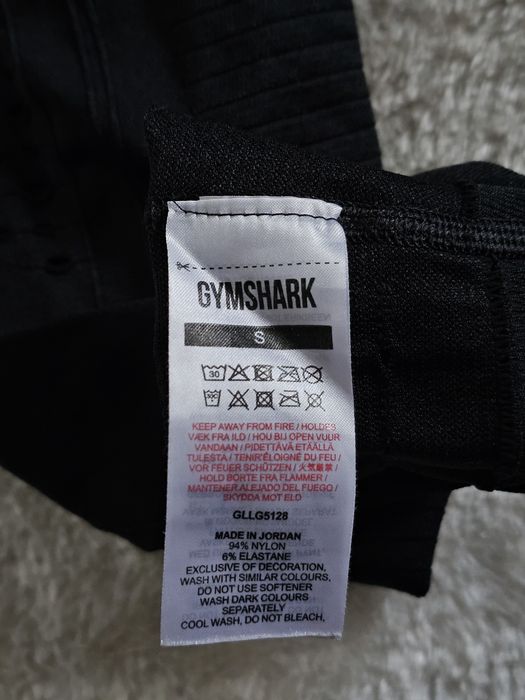 GYMSHARK
S
30
KEEP AWAY FROM FIRE / HOLDES
VÆK FRA ILD / HOU BIJ OPEN VUUR
VANDAAN / PIDETTÄVÄ ETÄÄLLÄ
TULESTA / TENIR'ELOIGNÉ DU FEU /
VOR FEUER SCHÜTZEN / 火気厳禁 /
HOLD BORTE FRA FLAMMER /
MANTENER ALEJADO DEL FUEGO /
SKYDDA MOT ELD
GLLG5128
MADE IN JORDAN
94% NYLON
6% ELASTANE
EXCLUSIVE OF DECORATION,
WASH WITH SIMILAR COLOURS,
DO NOT USE SOFTENER
WASH DARK COLOURS
SEPARATELY
COOL WASH, DO NOT BLEACH,